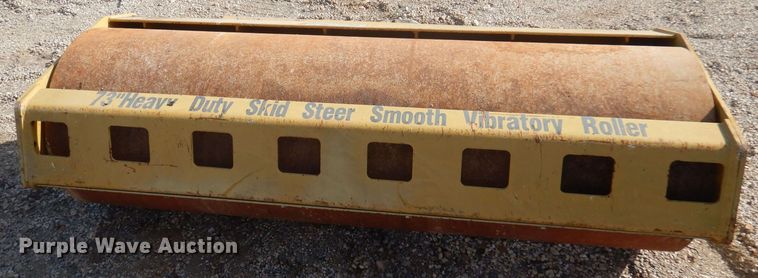 73" Heavy Duty Skid Steer Smooth Vibratory Roller
Purple Wave Auction